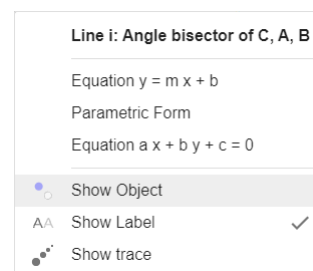 Line i: Angle bisector of C, A, B
Equation y = m x + b
Parametric Form
Equation a x + b y + c = 0
Show Object
AA Show Label
Show trace